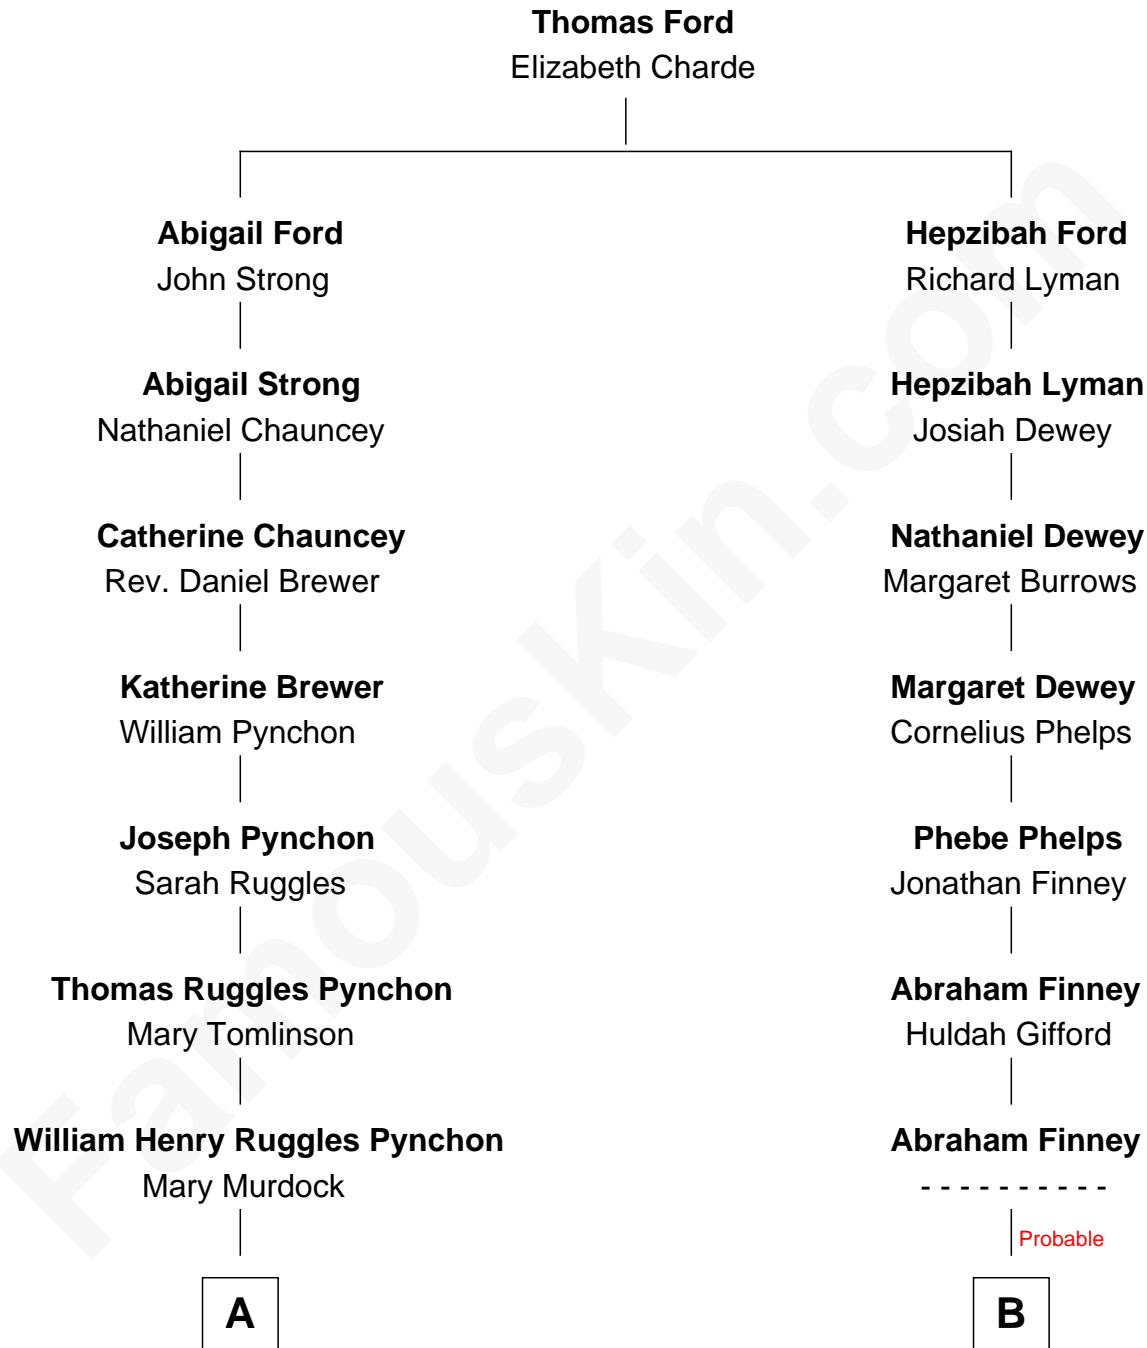 Thomas Ford
Elizabeth Charde
Abigail Ford
John Strong
Hepzibah Ford
Richard Lyman
Abigail Strong
Nathaniel Chauncey
Hepzibah Lyman
Josiah Dewey
Catherine Chauncey
Rev. Daniel Brewer
Nathaniel Dewey
Margaret Burrows
Katherine Brewer
William Pynchon
Margaret Dewey
Cornelius Phelps
Joseph Pynchon
Sarah Ruggles
Phebe Phelps
Jonathan Finney
Thomas Ruggles Pynchon
Mary Tomlinson
Abraham Finney
Huldah Gifford
William Henry Ruggles Pynchon
Mary Murdock
Abraham Finney
- - - - - - - - - -
Probable
A
B
FamousKin.com